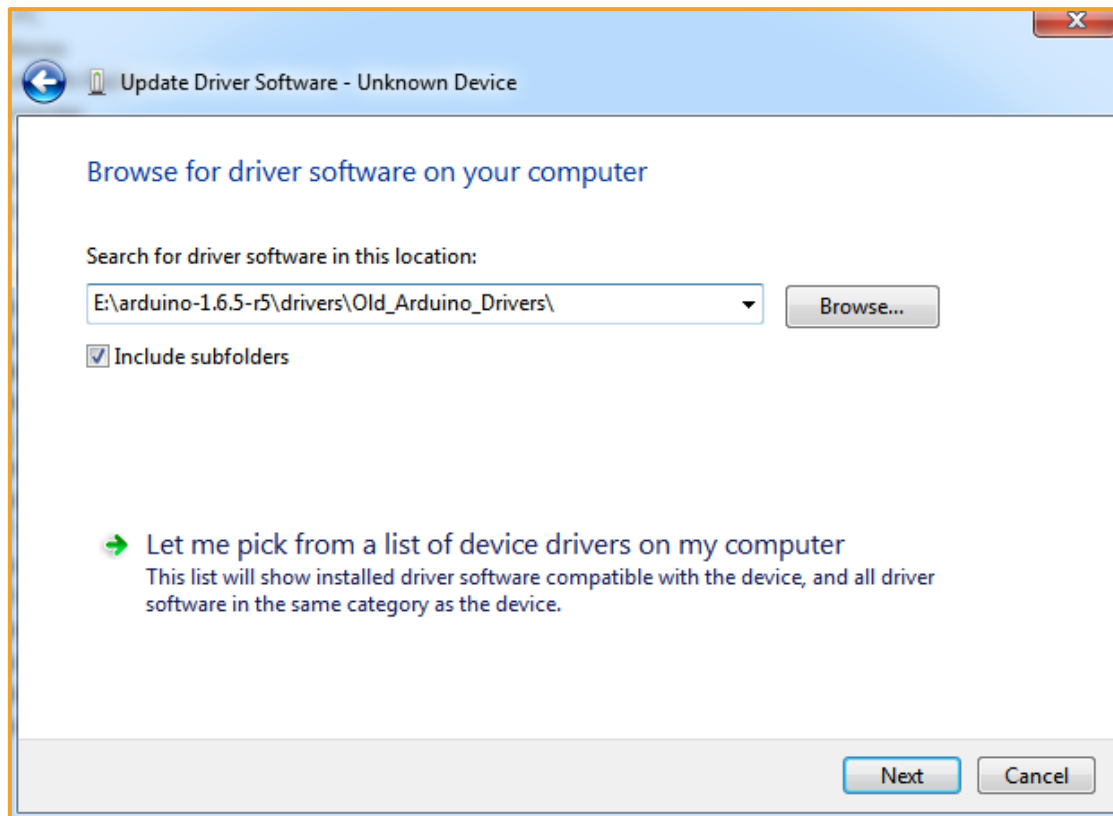 Update Driver Software - Unknown Device
Browse for driver software on your computer
Search for driver software in this location:
E:\arduino-1.6.5-r5\drivers\Old_Arduino_Drivers\
Browse...
Include subfolders
Let me pick from a list of device drivers on my computer
This list will show installed driver software compatible with the device, and all driver
software in the same category as the device.
Next
Cancel